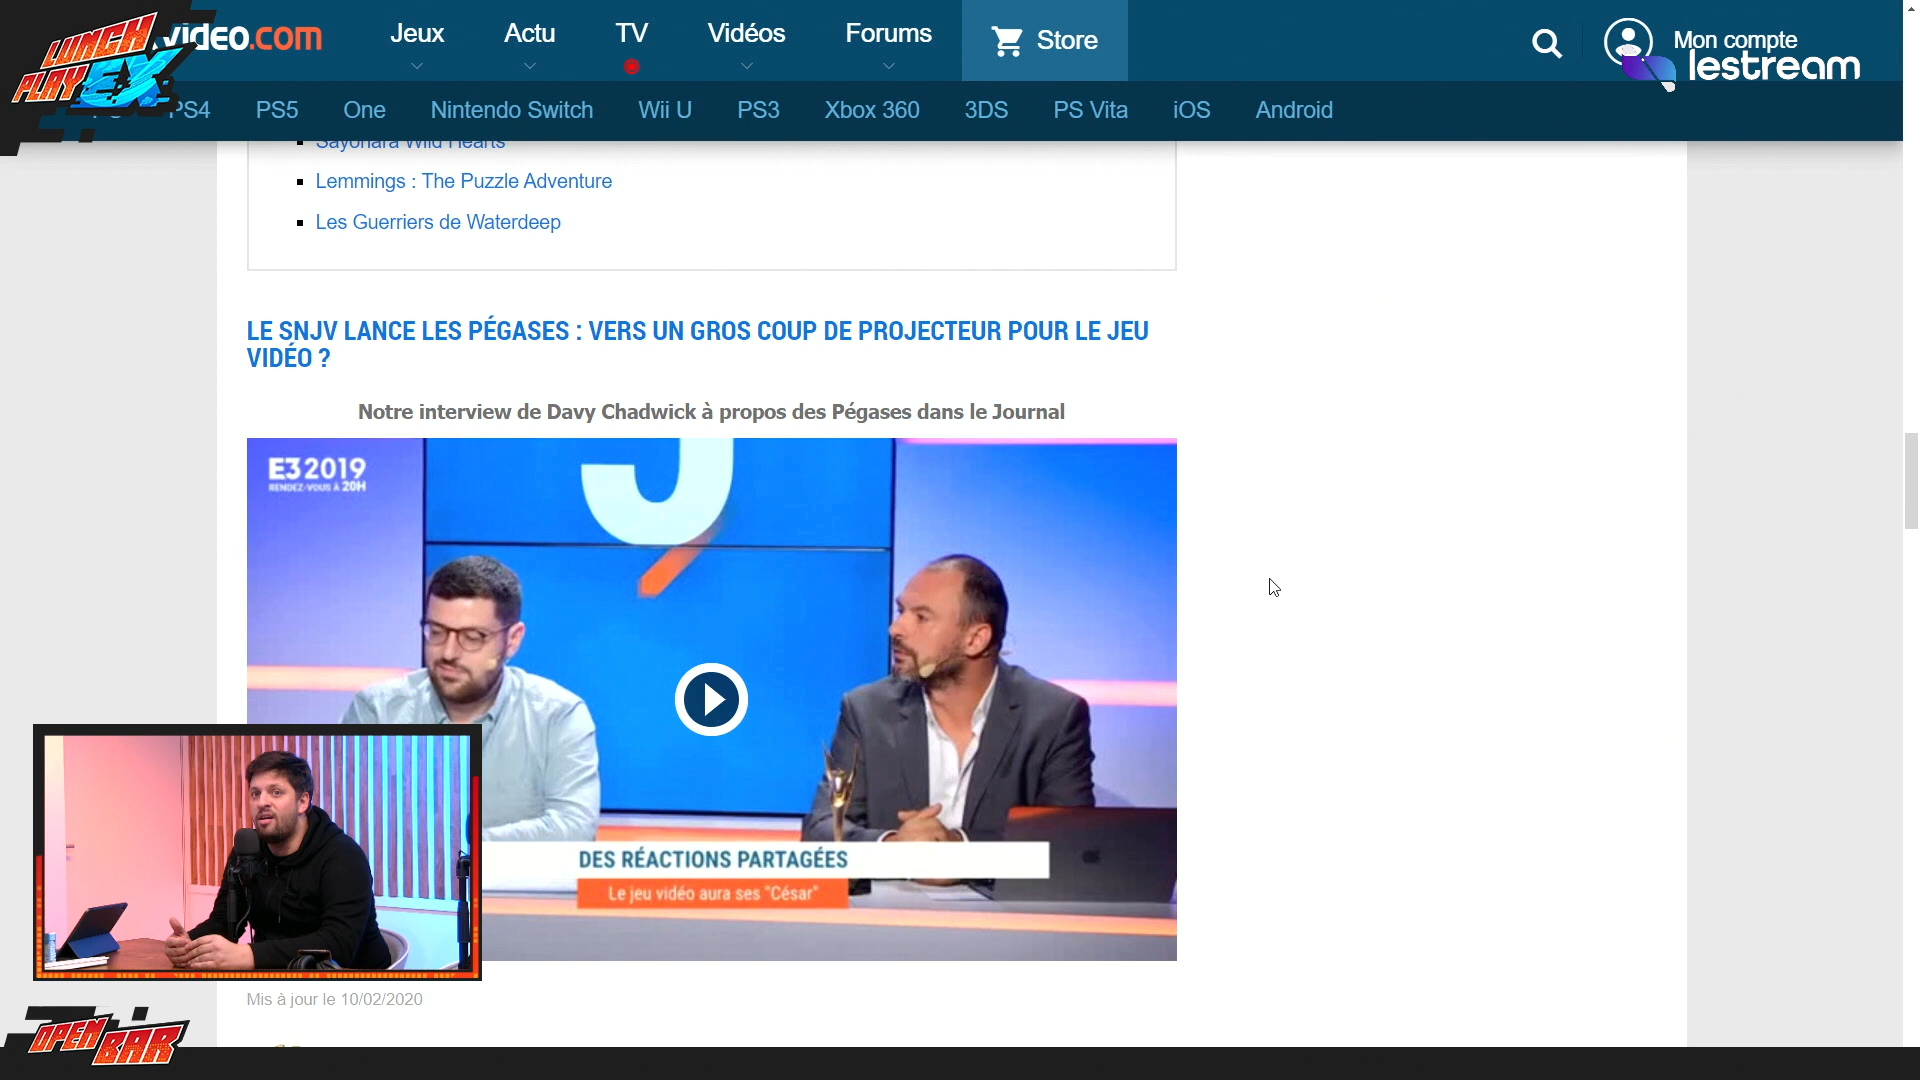 LUNCH
PLAY EX
video.com
Jeux
Actu
TV
Vidéos
Forums
Store
Mon compte
lestream
PS4
PS5
One
Nintendo Switch
Wii U
PS3
Xbox 360
3DS
PS Vita
iOS
Android
Sayonara Wild Hearts
Lemmings : The Puzzle Adventure
Les Guerriers de Waterdeep
LE SNJV LANCE LES PÉGASES : VERS UN GROS COUP DE PROJECTEUR POUR LE JEU
VIDÉO ?
Notre interview de Davy Chadwick à propos des Pégases dans le Journal
E3 2019
RENDEZ-VOUS À 20H
DES RÉACTIONS PARTAGÉES
Le jeu vidéo aura ses "César"
Mis à jour le 10/02/2020
OPEN
BAR